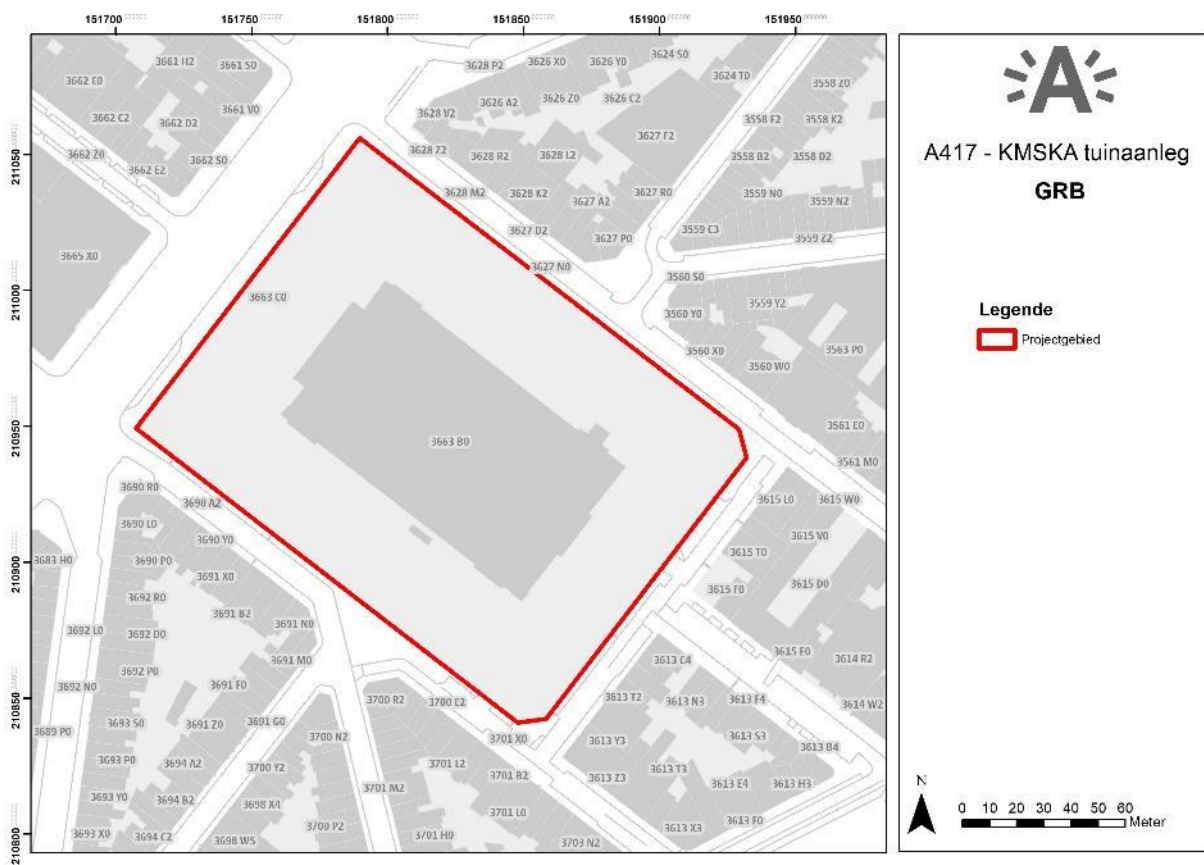 151700
151750
151800
151850
151900
151950
211050
211000
210950
210900
210850
210800
3661 H2
3661 S0
3662 E0
3661 V0
3662 C2
3662 D2
3662 Z0
3662 S0
3662 E2
3665 X0
3628 P2
3626 X0
3626 Y0
3624 S0
3624 T0
3558 Z0
3626 A2
3626 Z0
3626 C2
3628 V2
3558 F2
3558 K2
3627 F2
3628 Z2
3628 R2
3628 L2
3558 B2
3558 D2
3628 M2
3628 K2
3627 A2
3627 R0
3559 N0
3559 N2
3627 D2
3627 P0
3559 C3
3559 Z2
3627 N0
3560 S0
3663 C0
3559 Y2
3560 Y0
3560 X0
3560 W0
3563 P0
3561 E0
3561 M0
3663 B0
3690 R0
3690 A2
3690 L0
3690 Y0
3615 L0
3615 W0
3615 V0
3683 H0
3690 P0
3691 X0
3615 T0
3692 R0
3615 F0
3615 D0
3691 B2
3691 N0
3692 L0
3692 D0
3691 M0
3615 E0
3614 R2
3692 P0
3613 C4
3692 N0
3691 F0
3700 R2
3700 C2
3613 T2
3613 N3
3613 F4
3614 W2
3693 S0
3691 Z0
3691 G0
3689 P0
3700 N2
3701 X0
3613 Y3
3613 S3
3613 B4
3693 P0
3694 A2
3700 Y2
3701 L2
3701 R2
3613 Z3
3613 T3
3613 E4
3613 H3
3693 Y0
3694 B2
3698 X4
3701 M2
3701 L0
3693 X0
3694 C2
3698 W5
3700 P2
3701 H0
3703 N2
3613 X3
3613 F0
A
A417 - KMSKA tuinaanleg
GRB
Legende
Projectgebied
N
0 10 20 30 40 50 60
Meter